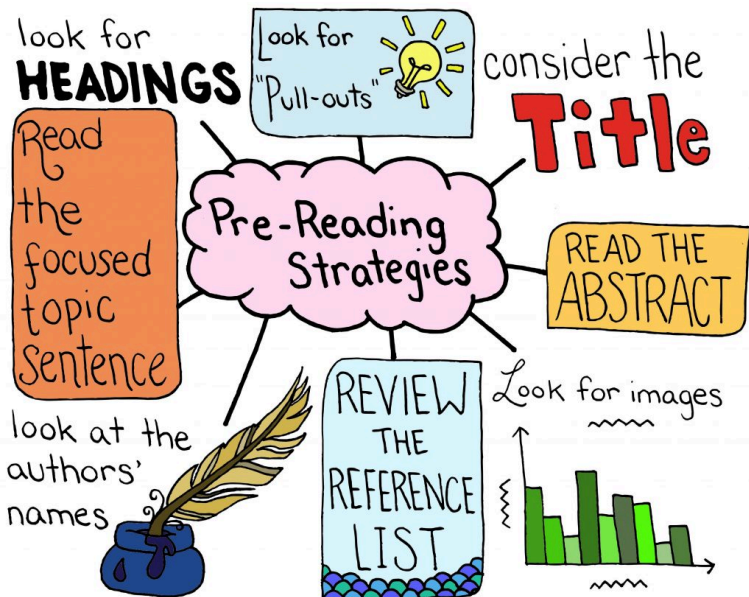 look for
HEADINGS
Look for
"Pull-outs"
consider the
Title
Read
the
focused
topic
sentence
Pre-Reading
Strategies
READ THE
ABSTRACT
look at the
authors'
names
REVIEW
THE
REFERENCE
LIST
Look for images